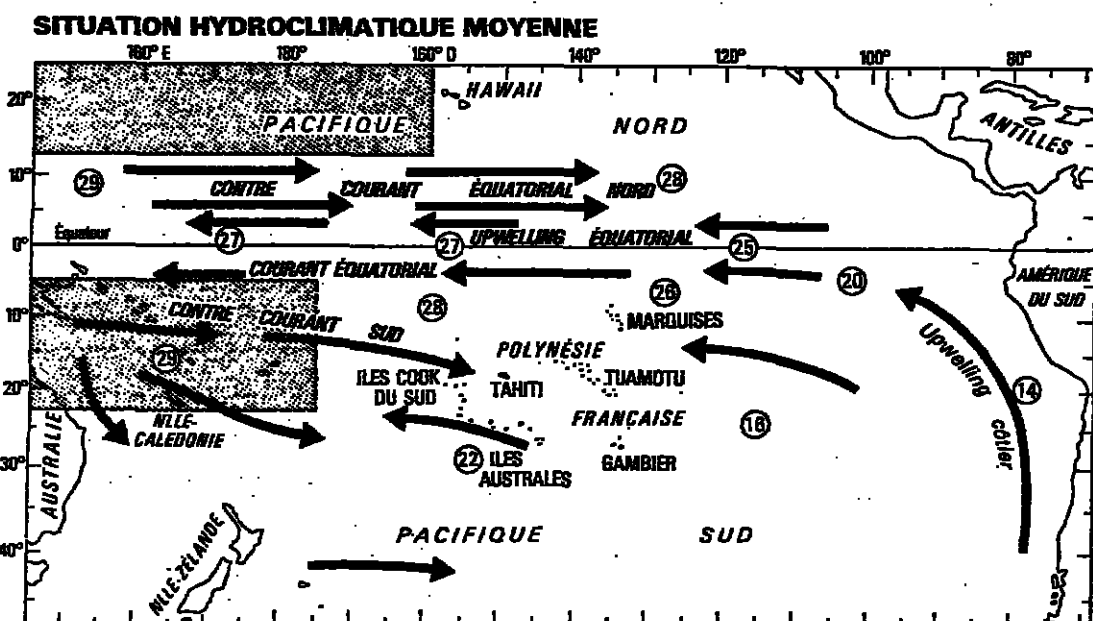 SITUATION HYDROCLIMATIQUE MOYENNE
160° E
180°
160° O
140°
120°
100°
80°
20°
HAWAII
PACIFIQUE
NORD
ANTILLES
10°
29
28
CONTRE
COURANT
ÉQUATORIAL
NORD
Équateur
27
27
UPWELLING
ÉQUATORIAL
25
0°
COURANT ÉQUATORIAL
20
AMÉRIQUE
DU SUD
26
28
10°
CONTRE
COURANT
SUD
MARQUISES
Upwelling
côtier
29
POLYNÉSIE
ILES COOK
DU SUD
TAHITI
TUAMOTU
14
20°
NLLE-
CALEDONIE
FRANÇAISE
18
AUSTRALIE
30°
22
ILES
AUSTRALES
GAMBIER
PACIFIQUE
SUD
40°
NLLE-ZÉLANDE